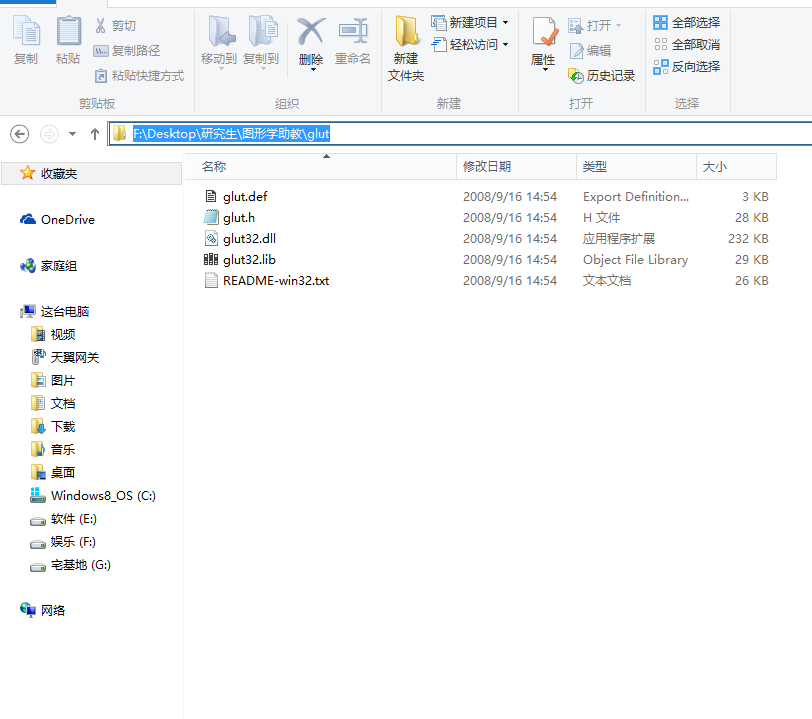 复制
粘贴
剪切
复制路径
粘贴快捷方式
剪贴板
移动到
复制到
删除
重命名
组织
新建
文件夹
新建项目
轻松访问
新建
属性
打开
编辑
历史记录
打开
全部选择
全部取消
反向选择
选择
F:\Desktop\研究生\图形学助教\glut
收藏夹
OneDrive
家庭组
这台电脑
视频
天翼网关
图片
文档
下载
音乐
桌面
Windows8_OS (C:)
软件 (E:)
娱乐 (F:)
宅基地 (G:)
网络
名称 修改日期 类型 大小
glut.def 2008/9/16 14:54 Export Definition... 3 KB
glut.h 2008/9/16 14:54 H 文件 28 KB
glut32.dll 2008/9/16 14:54 应用程序扩展 232 KB
glut32.lib 2008/9/16 14:54 Object File Library 29 KB
README-win32.txt 2008/9/16 14:54 文本文档 26 KB